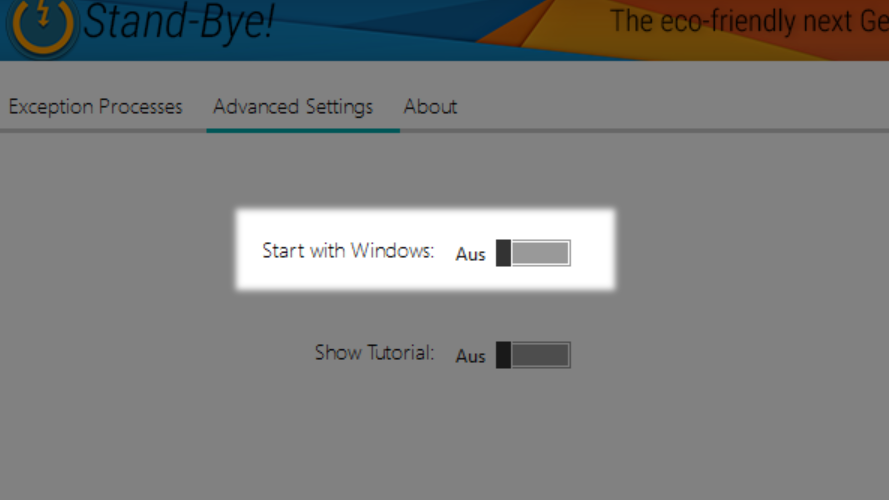 Stand-Bye!
The eco-friendly next Ge
Exception Processes
Advanced Settings
About
Start with Windows: Aus
Show Tutorial: Aus